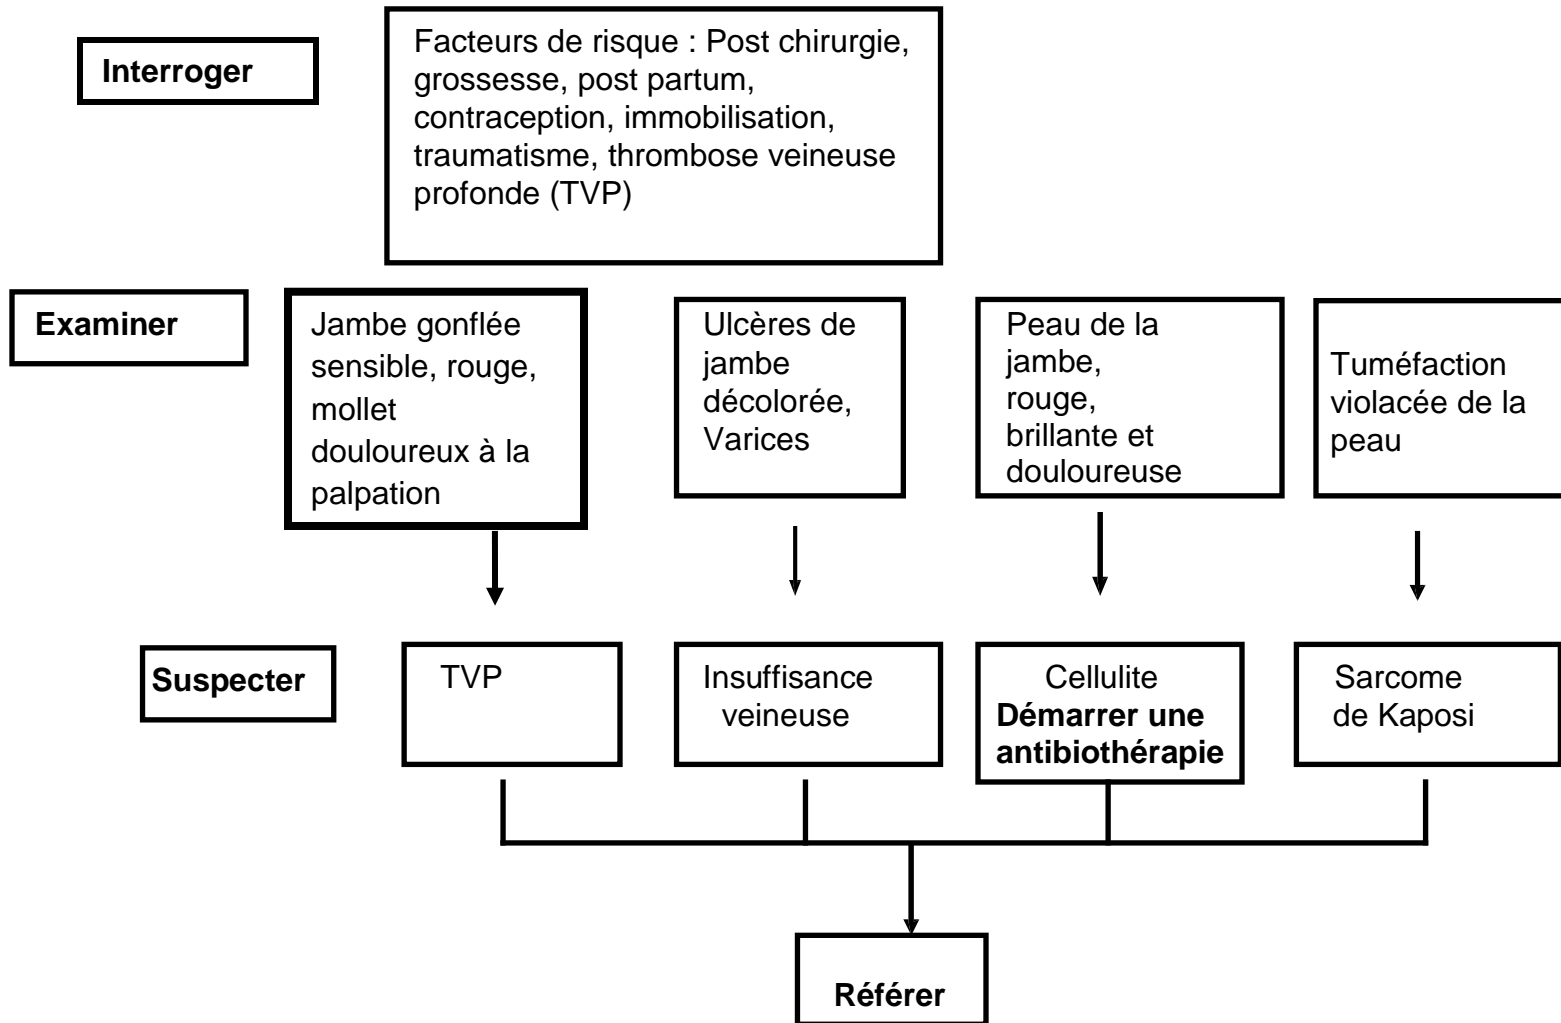 Interroger
Facteurs de risque : Post chirurgie,
grossesse, post partum,
contraception, immobilisation,
traumatisme, thrombose veineuse
profonde (TVP)
Examiner
Jambe gonflée
sensible, rouge,
mollet
douloureux à la
palpation
Ulcères de
jambe
décolorée,
Varices
Peau de la
jambe,
rouge,
brillante et
douloureuse
Tuméfaction
violacée de la
peau
Suspecter
TVP
Insuffisance
veineuse
Cellulite
Démarrer une
antibiothérapie
Sarcome
de Kaposi
Référer